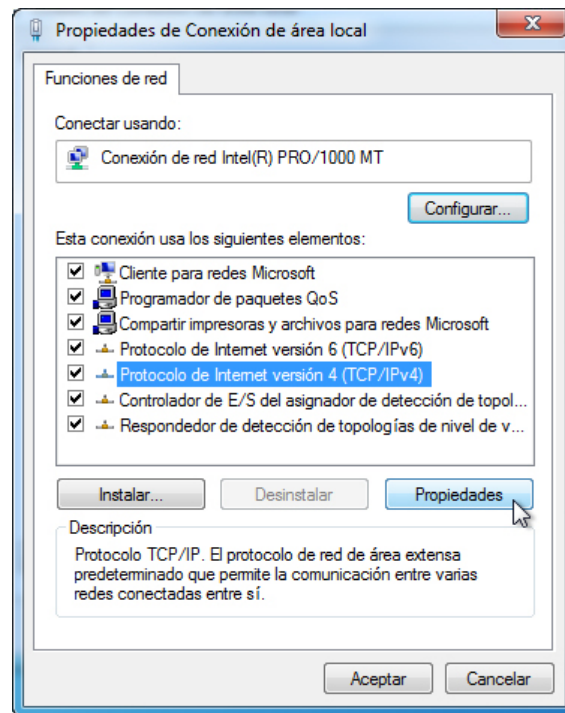 Propiedades de Conexión de área local
Funciones de red
Conectar usando:
Conexión de red Intel(R) PRO/1000 MT
Configurar...
Esta conexión usa los siguientes elementos:
Cliente para redes Microsoft
Programador de paquetes QoS
Compartir impresoras y archivos para redes Microsoft
Protocolo de Internet versión 6 (TCP/IPv6)
Protocolo de Internet versión 4 (TCP/IPv4)
Controlador de E/S del asignador de detección de topol...
Respondedor de detección de topologías de nivel de v...
Instalar... Desinstalar Propiedades
Descripción
Protocolo TCP/IP. El protocolo de red de área extensa
predeterminado que permite la comunicación entre varias
redes conectadas entre sí.
Aceptar Cancelar